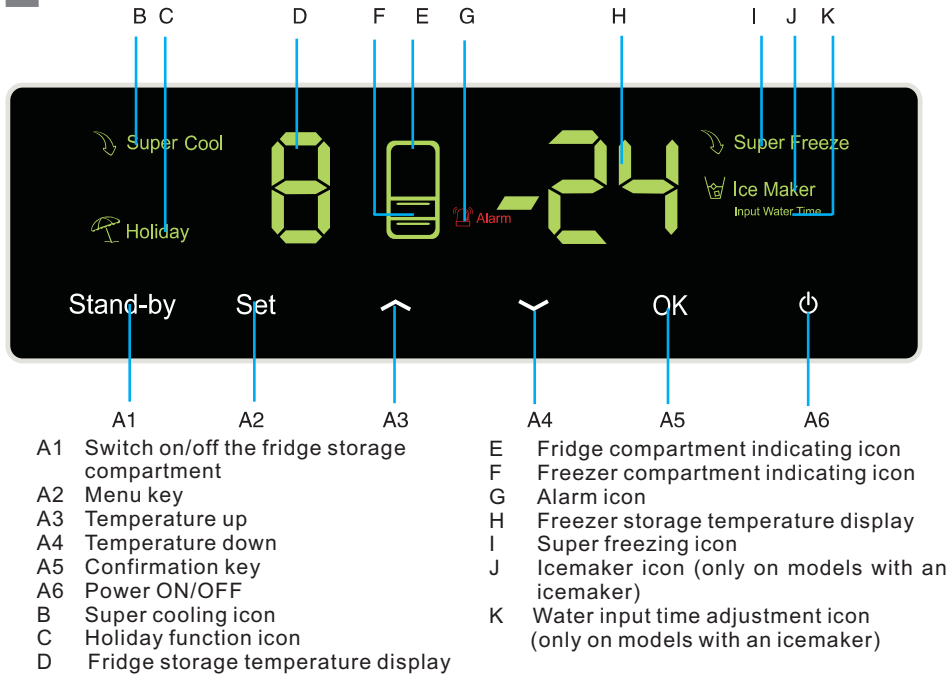 B C D F E G H I J K
Super Cool
8
-24
Super Freeze
Ice Maker
Input Water Time
Alarm
Holiday
Stand-by Set OK
A1 A2 A3 A4 A5 A6
A1 Switch on/off the fridge storage
compartment
A2 Menu key
A3 Temperature up
A4 Temperature down
A5 Confirmation key
A6 Power ON/OFF
B Super cooling icon
C Holiday function icon
D Fridge storage temperature display
E Fridge compartment indicating icon
F Freezer compartment indicating icon
G Alarm icon
H Freezer storage temperature display
I Super freezing icon
J Icemaker icon (only on models with an
icemaker)
K Water input time adjustment icon
(only on models with an icemaker)